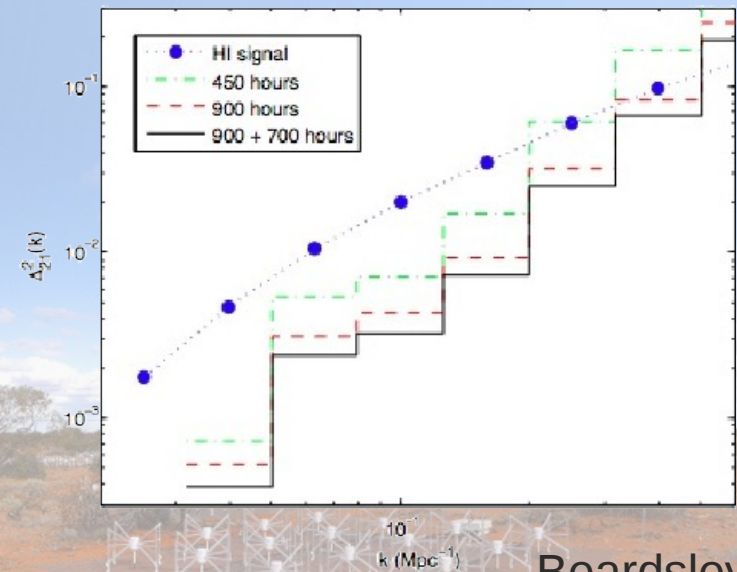 HI signal
450 hours
900 hours
900 + 700 hours
10⁻¹
10⁻²
10⁻³
Δ²₂₁(k)
10⁻¹
k (Mpc⁻¹)